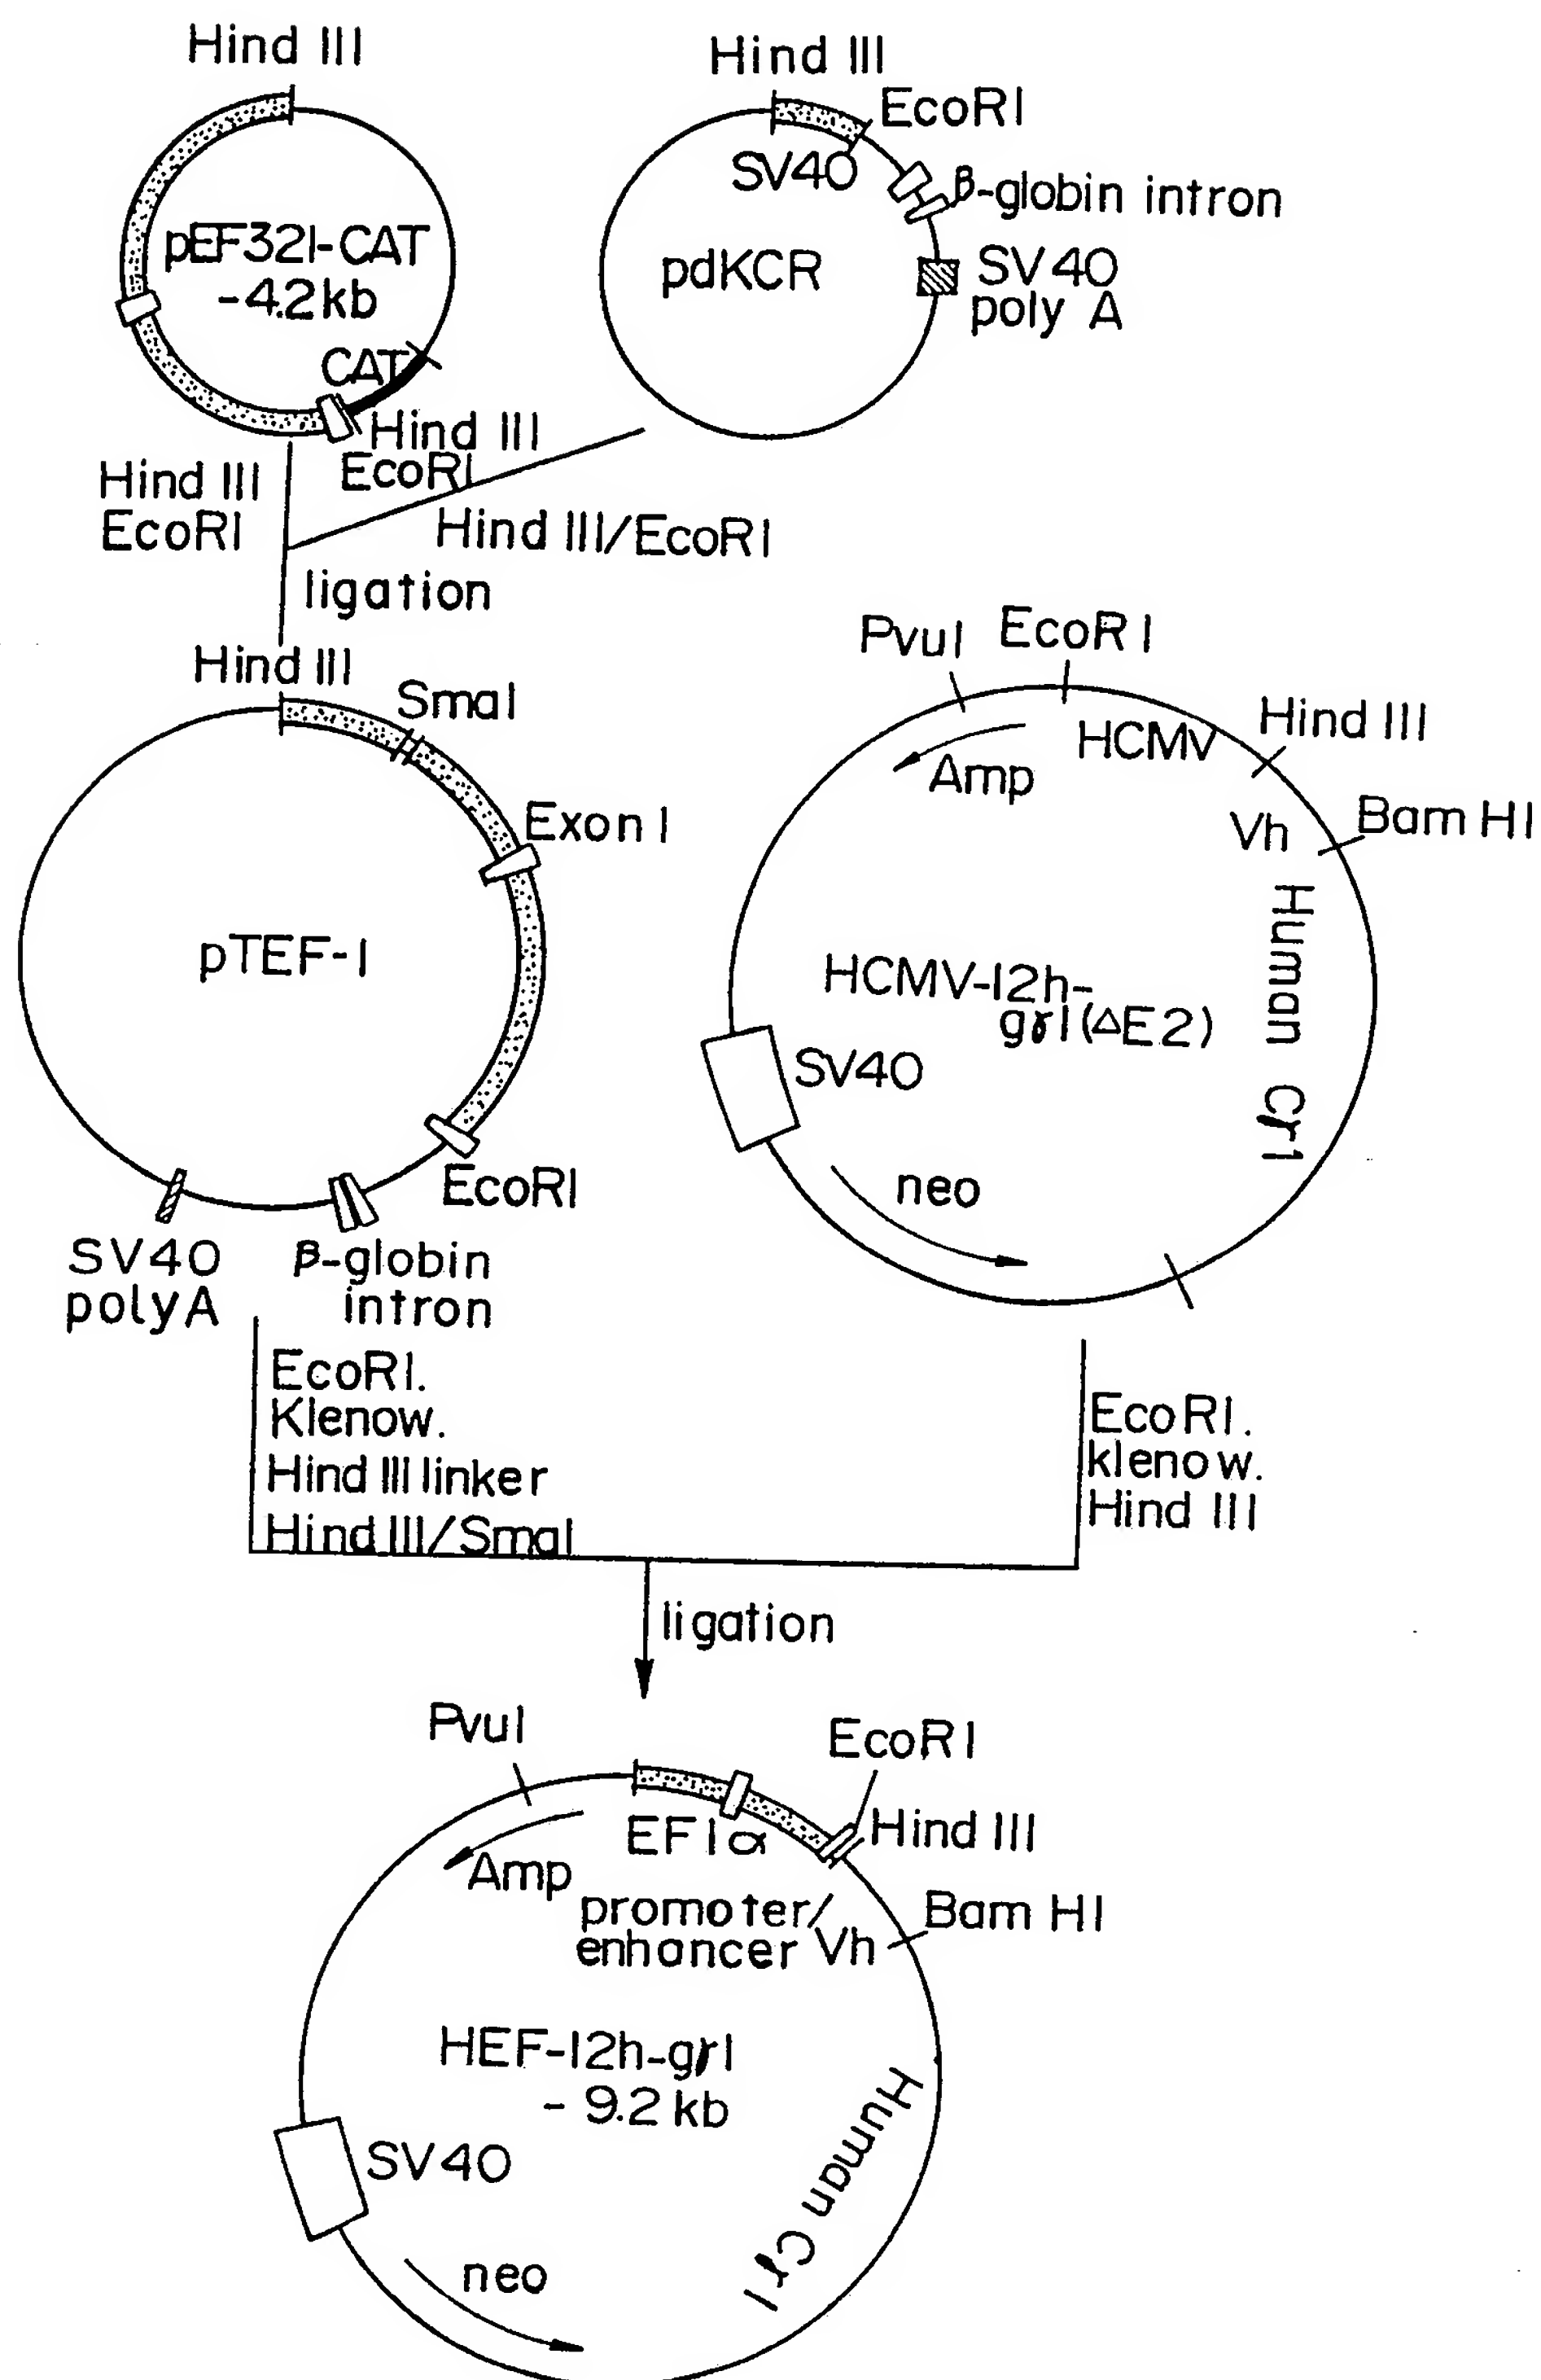 Hind III
Hind III
EcoRI
SV40
β-globin intron
pEF321-CAT
-4.2kb
pdKCR
SV40
poly A
CAT
Hind III
EcoRI
Hind III
EcoRI
Hind III/EcoRI
ligation
Hind III
SmaI
PvuI
EcoRI
Hind III
HCMV
Amp
Exon I
Vh
Bam HI
pTEF-1
HCMV-12h-
gγ1(△E2)
Human Cγ1
SV40
neo
EcoRI
SV40
polyA
β-globin
intron
EcoRI.
Klenow.
Hind III linker
Hind III/SmaI
EcoRI.
klenow.
Hind III
ligation
PvuI
EcoRI
Hind III
EF1α
Amp
promoter/
enhancer
Vh
Bam HI
HEF-12h-gγ1
- 9.2 kb
Human Cγ1
SV40
neo